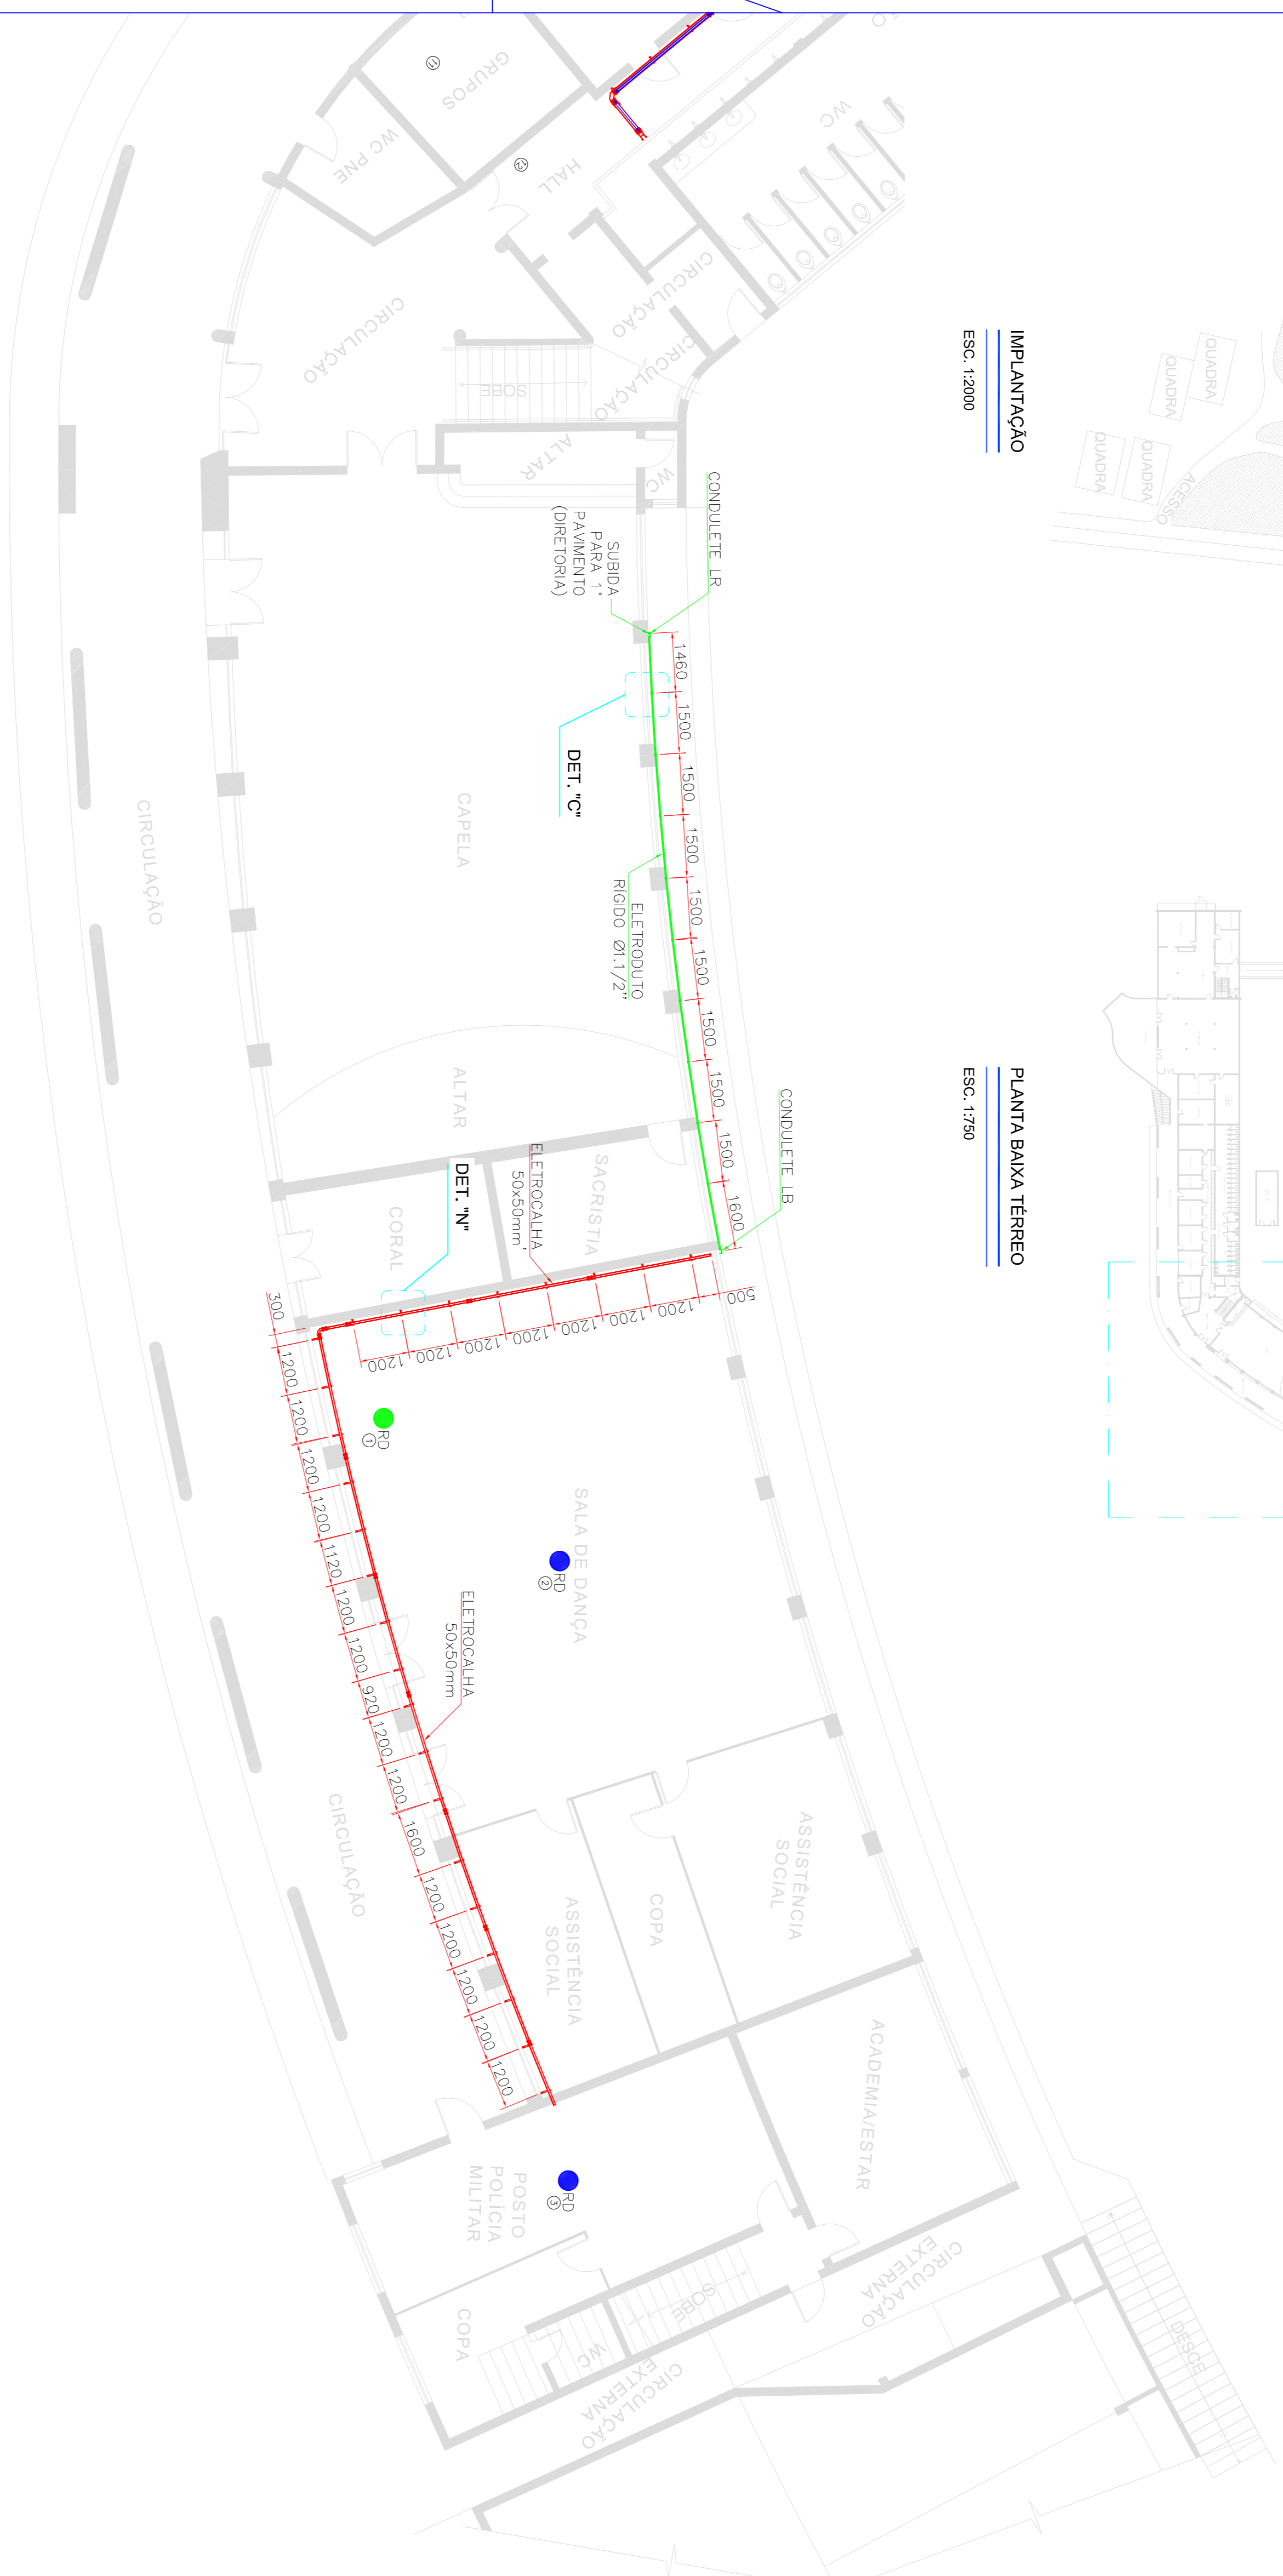 IMPLANTAÇÃO
ESC. 1:2000
PLANTA BAIXA TÉRREO
ESC. 1:750
QUADRA
QUADRA
QUADRA
QUADRA
ACESSO
GRUPOS
WC PNE
HALL
WC
CIRCULAÇÃO
CIRCULAÇÃO
CIRCULAÇÃO
SOBE
ALTAR
WC
CONDULETE LR
SUBIDA
PARA 1°
PAVIMENTO
(DIRETORIA)
1460
1500
1500
1500
1500
1500
1500
1500
1500
1600
DET. "C"
CAPELA
CIRCULAÇÃO
ELETRODUTO
RÍGIDO Ø1.1/2"
CONDULETE LB
ALTAR
SACRISTIA
ELETROCALHA
50x50mm
DET. "N"
CORAL
500
1200
1200
1200
1200
1200
1200
1200
300
1200
1200
1200
1200
1120
1200
1200
920
1200
1200
1600
1200
1200
1200
1200
1200
RD
1
RD
2
SALA DE DANÇA
ELETROCALHA
50x50mm
CIRCULAÇÃO
ASSISTÊNCIA
SOCIAL
COPA
ASSISTÊNCIA
SOCIAL
ACADEMIA/ESTAR
RD
3
POSTO
POLÍCIA
MILITAR
COPA
SOBE
WC
CIRCULAÇÃO
EXTERNA
CIRCULAÇÃO
EXTERNA
DESCE